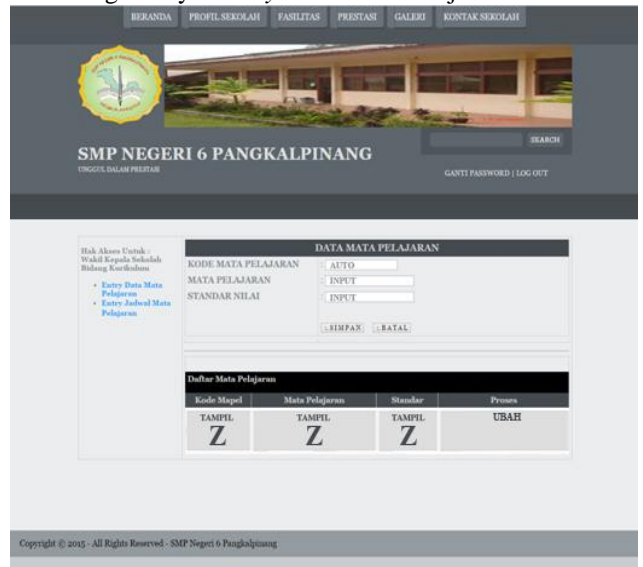 BERANDA PROFIL SEKOLAH FASILITAS PRESTASI GALERI KONTAK SEKOLAH
SEARCH
SMP NEGERI 6 PANGKALPINANG
UNGGUL DALAM PRESTASI
GANTI PASSWORD | LOG OUT
Hak Akses Untuk :
Wakil Kepala Sekolah
Bidang Kurikulum
Entry Data Mata
Pelajaran
Entry Jadwal Mata
Pelajaran
DATA MATA PELAJARAN
KODE MATA PELAJARAN : AUTO
MATA PELAJARAN : INPUT
STANDAR NILAI : INPUT
.:SIMPAN .:BATAL
Daftar Mata Pelajaran
Kode Mapel Mata Pelajaran Standar Proses
TAMPIL TAMPIL TAMPIL UBAH
Z Z Z
Copyright © 2015 - All Rights Reserved - SMP Negeri 6 Pangkalpinang